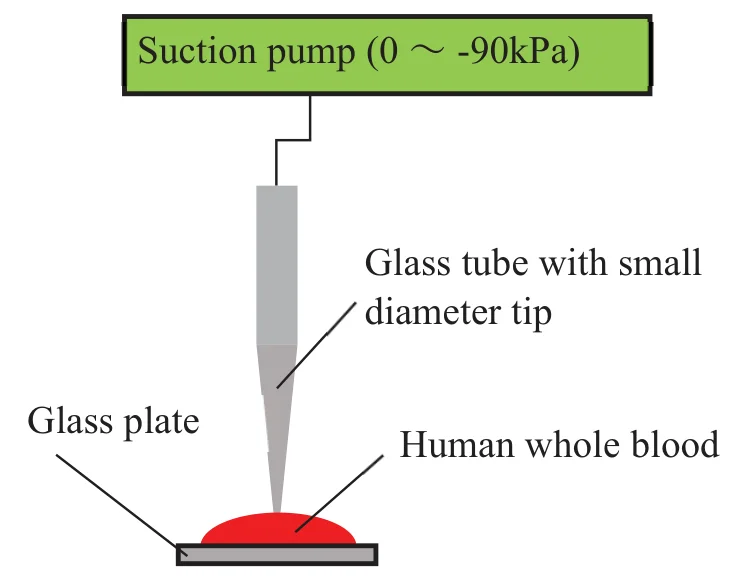 Suction pump (0 ～ -90kPa)
Glass tube with small
diameter tip
Glass plate
Human whole blood